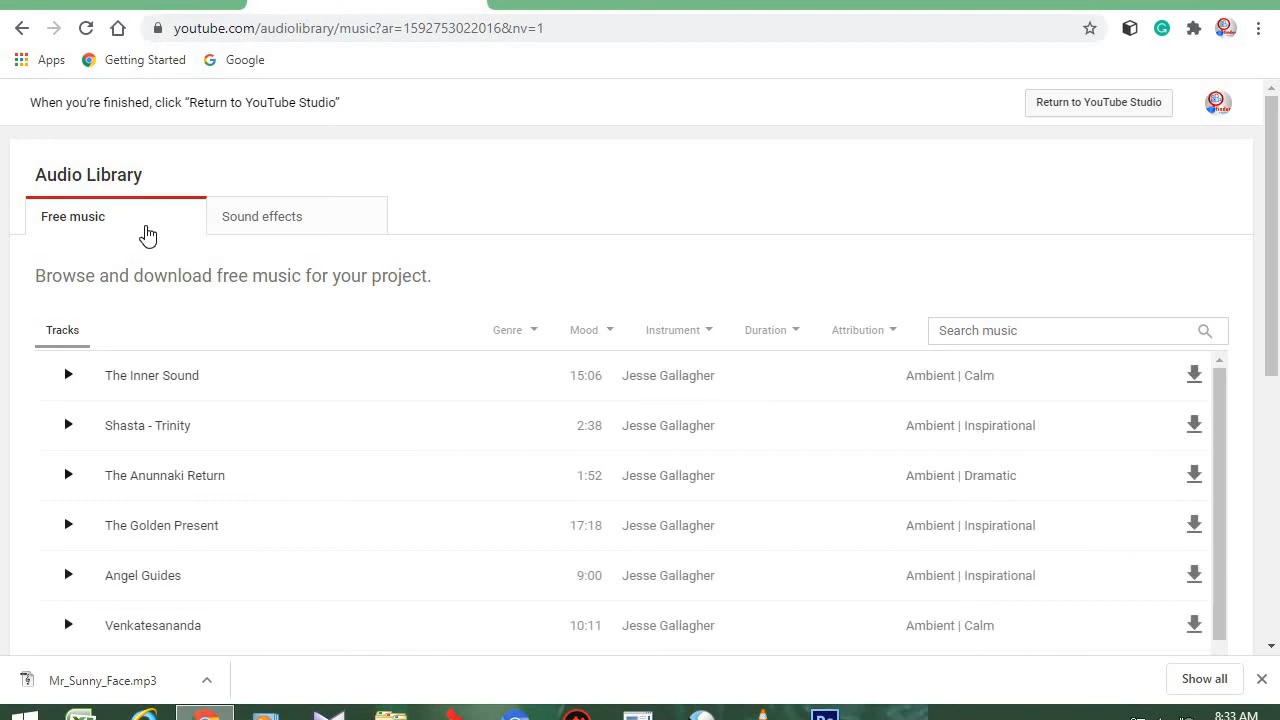 youtube.com/audiolibrary/music?ar=1592753022016&nv=1
Apps Getting Started Google
When you're finished, click “Return to YouTube Studio” Return to YouTube Studio
Audio Library
Free music Sound effects
Browse and download free music for your project.
Tracks Genre Mood Instrument Duration Attribution Search music
The Inner Sound 15:06 Jesse Gallagher Ambient | Calm
Shasta - Trinity 2:38 Jesse Gallagher Ambient | Inspirational
The Anunnaki Return 1:52 Jesse Gallagher Ambient | Dramatic
The Golden Present 17:18 Jesse Gallagher Ambient | Inspirational
Angel Guides 9:00 Jesse Gallagher Ambient | Inspirational
Venkatesananda 10:11 Jesse Gallagher Ambient | Calm
Mr_Sunny_Face.mp3 Show all
8:33 AM